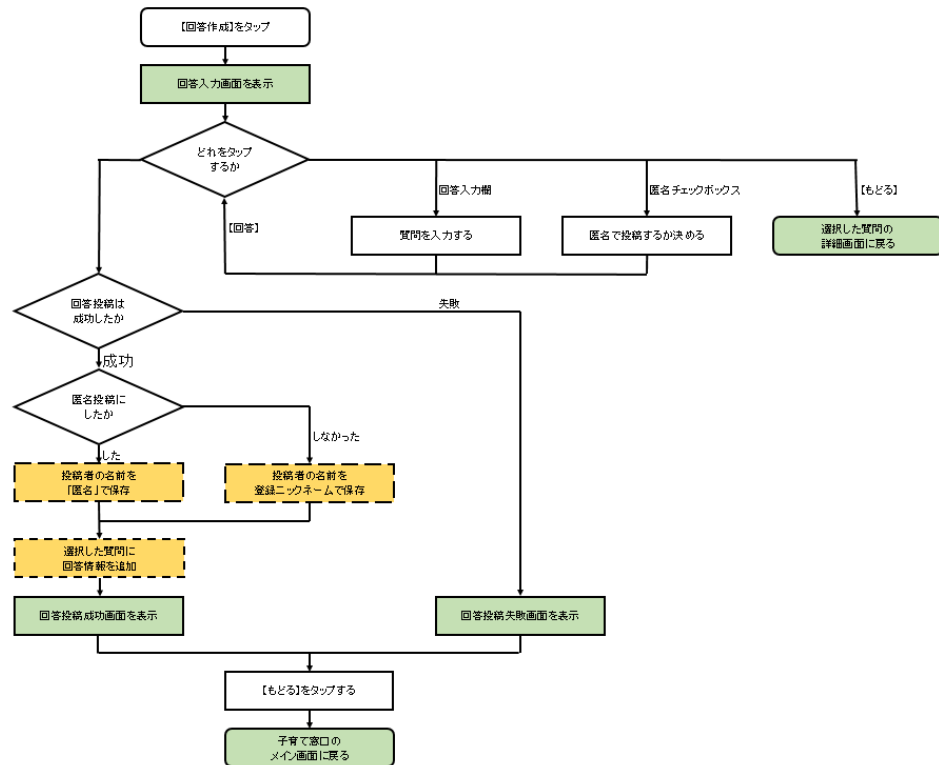 【回答作成】をタップ
回答入力画面を表示
どれをタップ
するか
回答入力欄
匿名チェックボックス
【もどる】
【回答】
質問を入力する
匿名で投稿するか決める
選択した質問の
詳細画面に戻る
回答投稿は
成功したか
失敗
成功
匿名投稿に
したか
しなかった
した
投稿者の名前を
「匿名」で保存
投稿者の名前を
登録ニックネームで保存
選択した質問に
回答情報を追加
回答投稿成功画面を表示
回答投稿失敗画面を表示
【もどる】をタップする
子育て窓口の
メイン画面に戻る